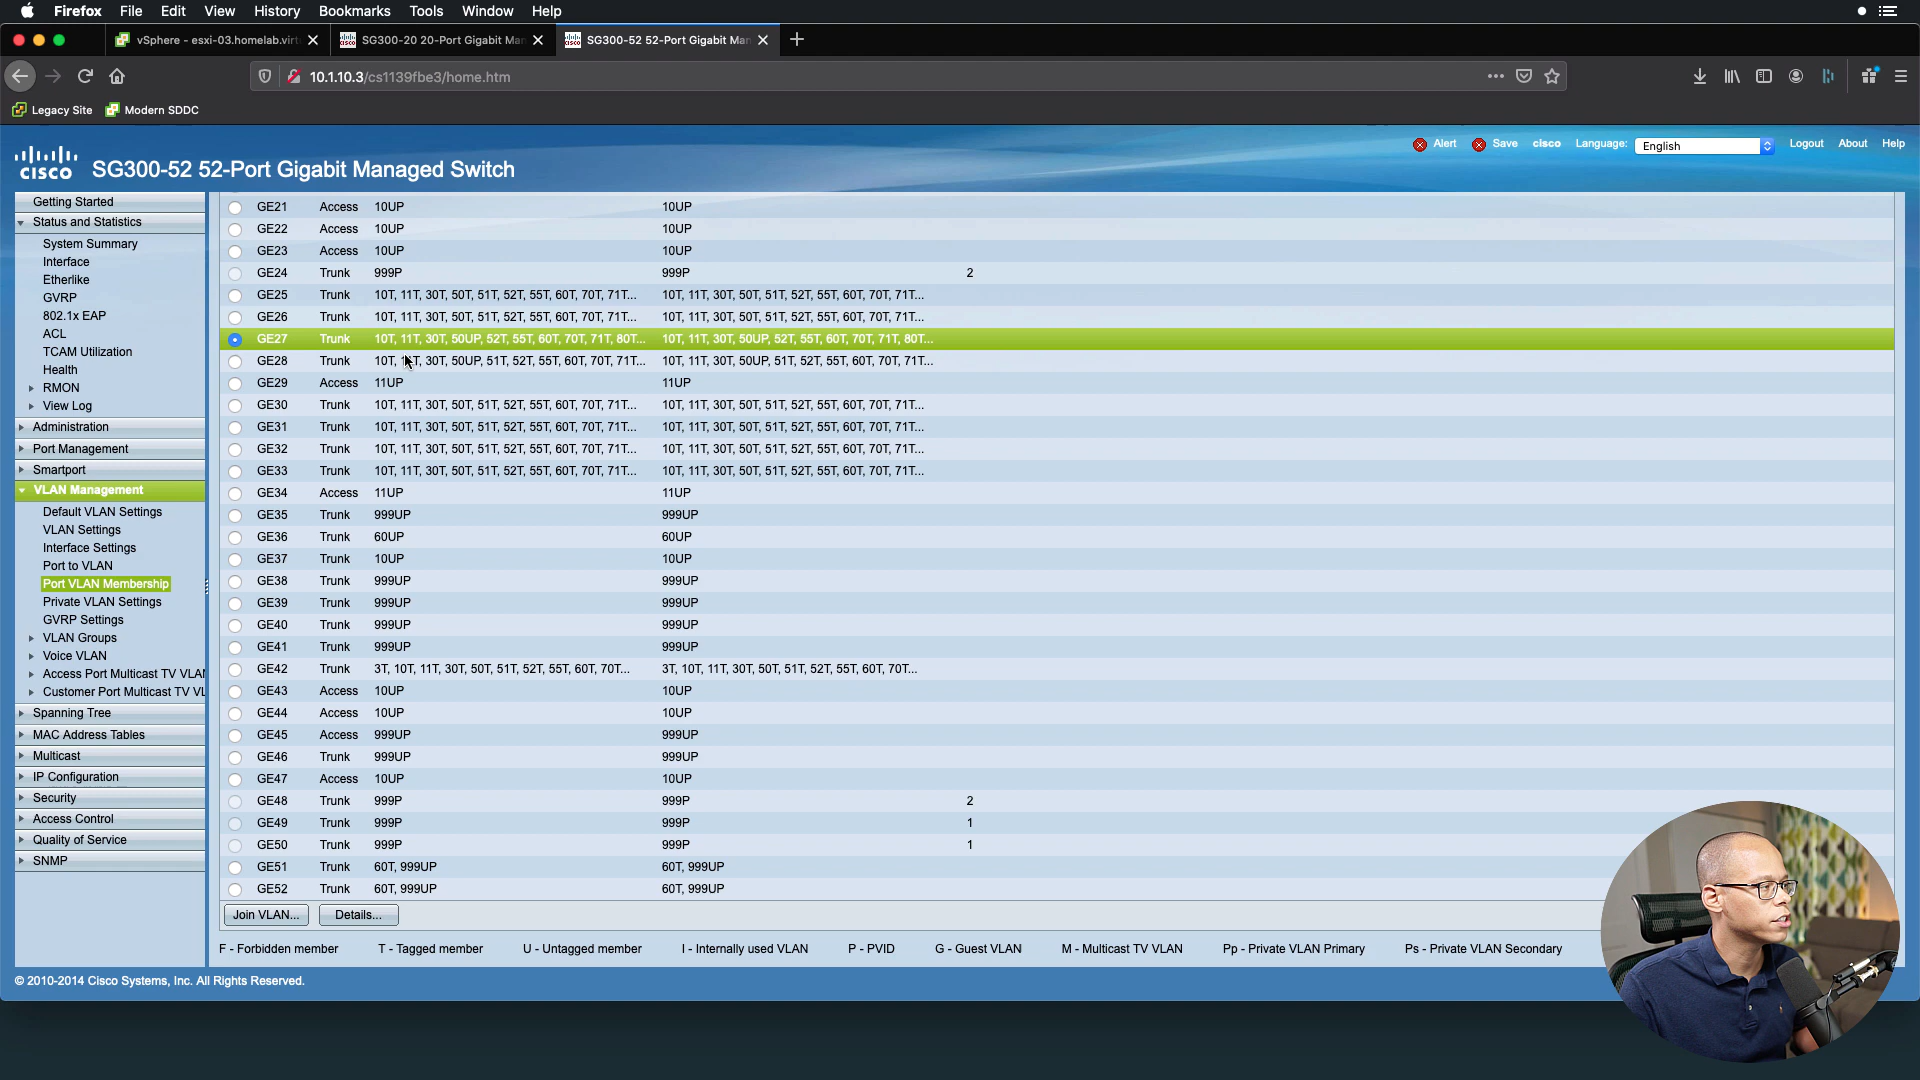 Firefox File Edit View History Bookmarks Tools Window Help
vSphere - esxi-03.homelab.virt SG300-20 20-Port Gigabit Man SG300-52 52-Port Gigabit Man
10.1.10.3/cs1139fbe3/home.htm
Legacy Site Modern SDDC
cisco SG300-52 52-Port Gigabit Managed Switch
Alert Save cisco Language: English Logout About Help
Getting Started
Status and Statistics
System Summary
Interface
Etherlike
GVRP
802.1x EAP
ACL
TCAM Utilization
Health
RMON
View Log
Administration
Port Management
Smartport
VLAN Management
Default VLAN Settings
VLAN Settings
Interface Settings
Port to VLAN
Port VLAN Membership
Private VLAN Settings
GVRP Settings
VLAN Groups
Voice VLAN
Access Port Multicast TV VLAN
Customer Port Multicast TV VL
Spanning Tree
MAC Address Tables
Multicast
IP Configuration
Security
Access Control
Quality of Service
SNMP
GE21 Access 10UP 10UP
GE22 Access 10UP 10UP
GE23 Access 10UP 10UP
GE24 Trunk 999P 999P 2
GE25 Trunk 10T, 11T, 30T, 50T, 51T, 52T, 55T, 60T, 70T, 71T... 10T, 11T, 30T, 50T, 51T, 52T, 55T, 60T, 70T, 71T...
GE26 Trunk 10T, 11T, 30T, 50T, 51T, 52T, 55T, 60T, 70T, 71T... 10T, 11T, 30T, 50T, 51T, 52T, 55T, 60T, 70T, 71T...
GE27 Trunk 10T, 11T, 30T, 50UP, 52T, 55T, 60T, 70T, 71T, 80T... 10T, 11T, 30T, 50UP, 52T, 55T, 60T, 70T, 71T, 80T...
GE28 Trunk 10T, 11T, 30T, 50UP, 51T, 52T, 55T, 60T, 70T, 71T... 10T, 11T, 30T, 50UP, 51T, 52T, 55T, 60T, 70T, 71T...
GE29 Access 11UP 11UP
GE30 Trunk 10T, 11T, 30T, 50T, 51T, 52T, 55T, 60T, 70T, 71T... 10T, 11T, 30T, 50T, 51T, 52T, 55T, 60T, 70T, 71T...
GE31 Trunk 10T, 11T, 30T, 50T, 51T, 52T, 55T, 60T, 70T, 71T... 10T, 11T, 30T, 50T, 51T, 52T, 55T, 60T, 70T, 71T...
GE32 Trunk 10T, 11T, 30T, 50T, 51T, 52T, 55T, 60T, 70T, 71T... 10T, 11T, 30T, 50T, 51T, 52T, 55T, 60T, 70T, 71T...
GE33 Trunk 10T, 11T, 30T, 50T, 51T, 52T, 55T, 60T, 70T, 71T... 10T, 11T, 30T, 50T, 51T, 52T, 55T, 60T, 70T, 71T...
GE34 Access 11UP 11UP
GE35 Trunk 999UP 999UP
GE36 Trunk 60UP 60UP
GE37 Trunk 10UP 10UP
GE38 Trunk 999UP 999UP
GE39 Trunk 999UP 999UP
GE40 Trunk 999UP 999UP
GE41 Trunk 999UP 999UP
GE42 Trunk 3T, 10T, 11T, 30T, 50T, 51T, 52T, 55T, 60T, 70T... 3T, 10T, 11T, 30T, 50T, 51T, 52T, 55T, 60T, 70T...
GE43 Access 10UP 10UP
GE44 Access 10UP 10UP
GE45 Access 999UP 999UP
GE46 Trunk 999UP 999UP
GE47 Access 10UP 10UP
GE48 Trunk 999P 999P 2
GE49 Trunk 999P 999P 1
GE50 Trunk 999P 999P 1
GE51 Trunk 60T, 999UP 60T, 999UP
GE52 Trunk 60T, 999UP 60T, 999UP
Join VLAN... Details...
F - Forbidden member T - Tagged member U - Untagged member I - Internally used VLAN P - PVID G - Guest VLAN M - Multicast TV VLAN Pp - Private VLAN Primary Ps - Private VLAN Secondary
© 2010-2014 Cisco Systems, Inc. All Rights Reserved.